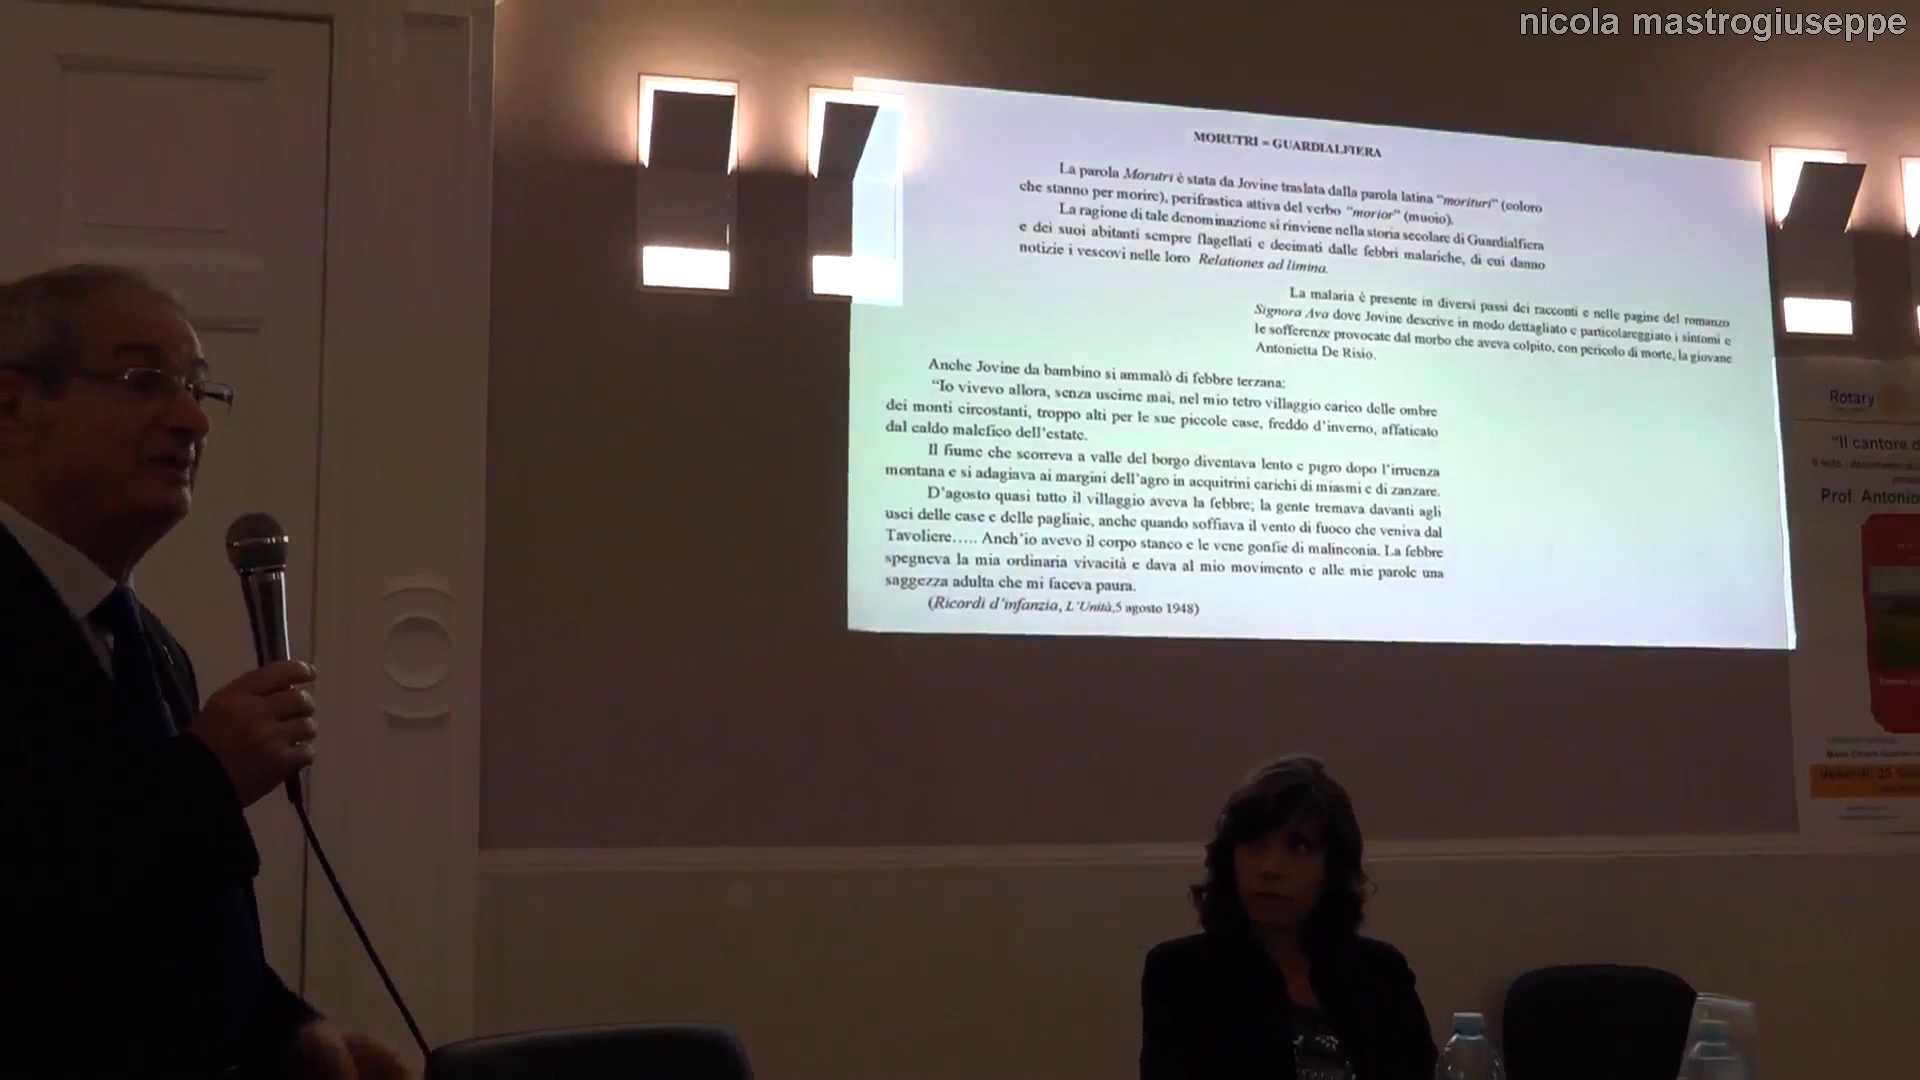 nicola mastrogiuseppe
MORUTRI = GUARDIALFIERA
La parola Morutri è stata da Jovine traslata dalla parola latina “morituri” (coloro
che stanno per morire), perifrastica attiva del verbo “morior” (muoio).
La ragione di tale denominazione si rinviene nella storia secolare di Guardialfiera
e dei suoi abitanti sempre flagellati e decimati dalle febbri malariche, di cui danno
notizie i vescovi nelle loro Relationes ad limina.
La malaria è presente in diversi passi dei racconti e nelle pagine del romanzo
Signora Ava dove Jovine descrive in modo dettagliato e particolareggiato i sintomi e
le sofferenze provocate dal morbo che aveva colpito, con pericolo di morte, la giovane
Antonietta De Risio.
Anche Jovine da bambino si ammalò di febbre terzana:
“Io vivevo allora, senza uscirne mai, nel mio tetro villaggio carico delle ombre
dei monti circostanti, troppo alti per le sue piccole case, freddo d’inverno, affaticato
dal caldo malefico dell’estate.
Il fiume che scorreva a valle del borgo diventava lento e pigro dopo l’irruenza
montana e si adagiava ai margini dell’agro in acquitrini carichi di miasmi e di zanzare.
D’agosto quasi tutto il villaggio aveva la febbre; la gente tremava davanti agli
usci delle case e delle pagliaie, anche quando soffiava il vento di fuoco che veniva dal
Tavoliere….. Anch’io avevo il corpo stanco e le vene gonfie di malinconia. La febbre
spegneva la mia ordinaria vivacità e dava al mio movimento e alle mie parole una
saggezza adulta che mi faceva paura.
(Ricordi d’infanzia, L’Unità,5 agosto 1948)
Rotary
"Il cantore d
Prof. Antonio
Venerdì, 25